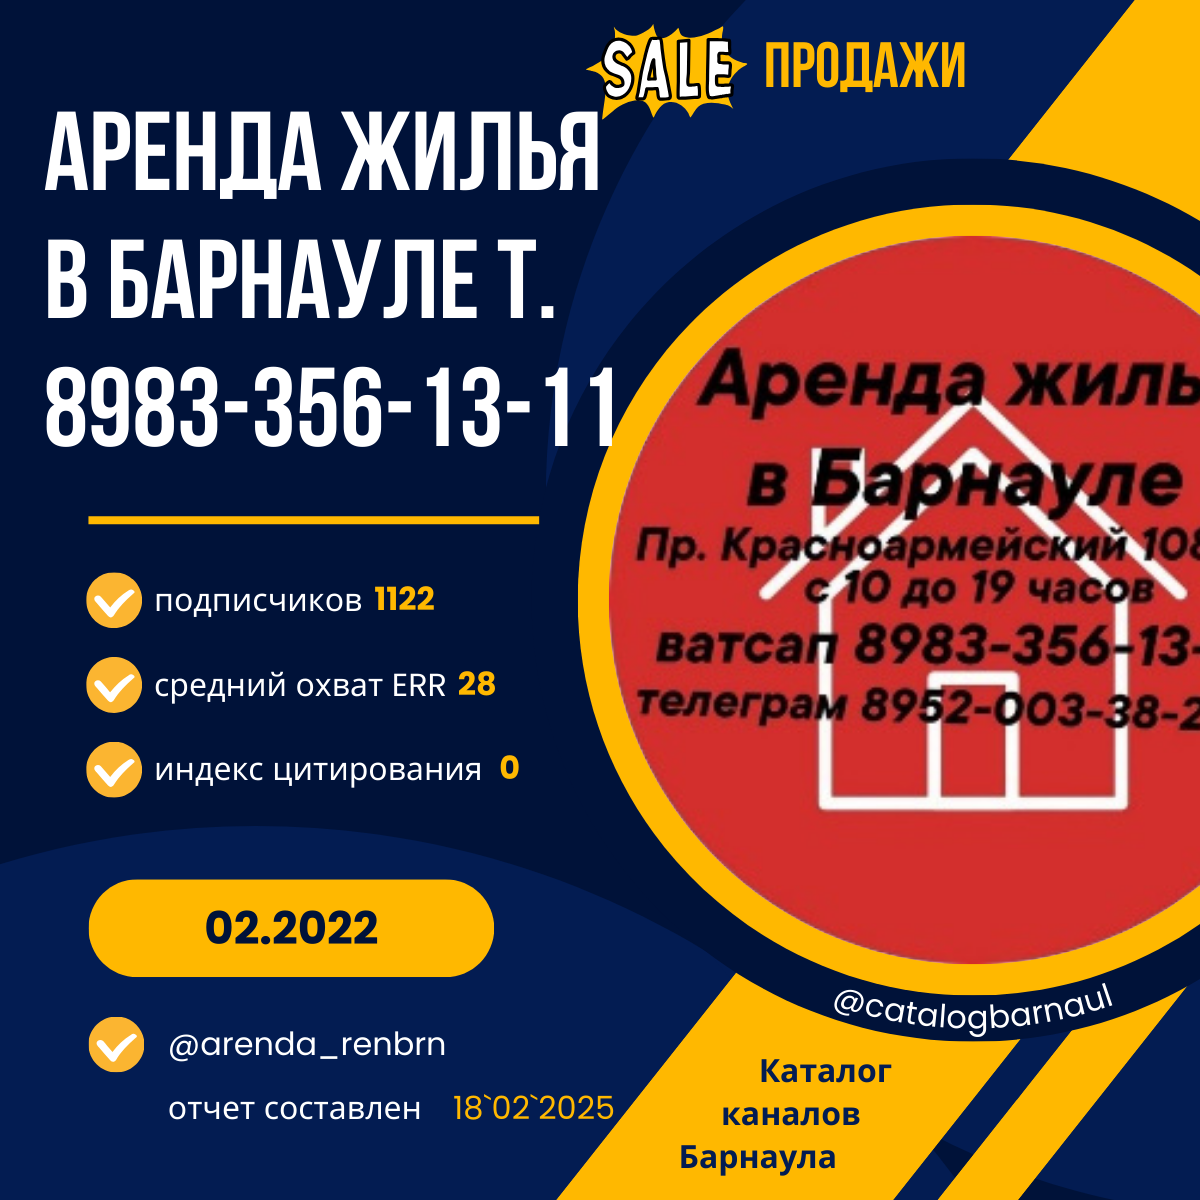 SALE ПРОДАЖИ
АРЕНДА ЖИЛЬЯ
В БАРНАУЛЕ Т.
8983-356-13-11
подписчиков 1122
средний охват ERR 28
индекс цитирования 0
02.2022
@arenda_renbrn
отчет составлен 18`02`2025
Аренда жиль
в Барнауле
Пр. Красноармейский 108
с 10 до 19 часов
ватсап 8983-356-13-
телеграм 8952-003-38-2
@catalogbarnaul
Каталог
каналов
Барнаула